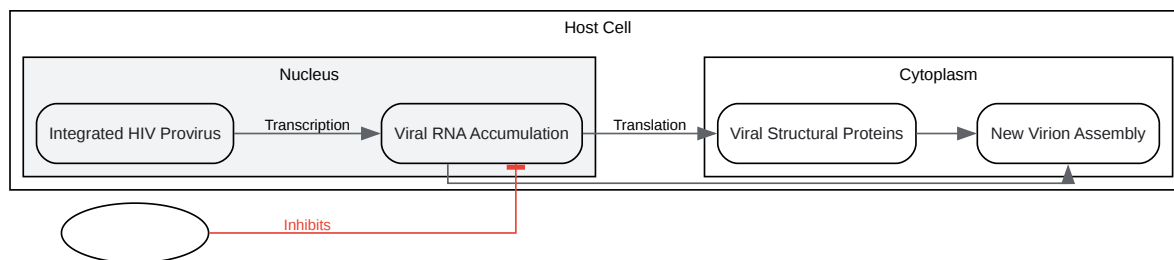 Host Cell
Nucleus
Cytoplasm
Integrated HIV Provirus
Transcription
Viral RNA Accumulation
Translation
Viral Structural Proteins
New Virion Assembly
Inhibits